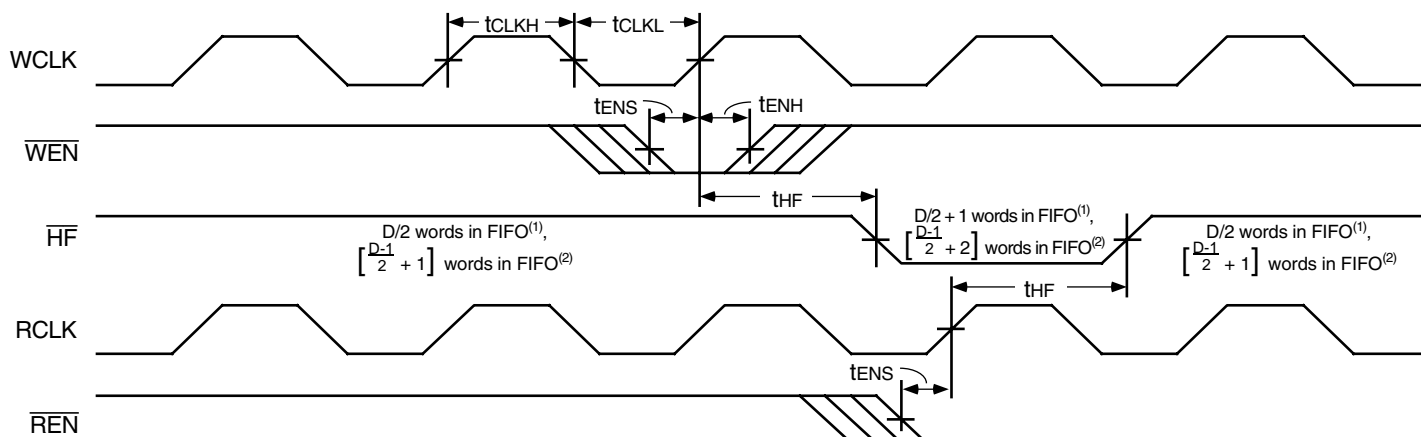 tCLKH tCLKL
WCLK
tENS tENH
WEN
tHF
HF
D/2 words in FIFO(1),
[D-1/2 + 1] words in FIFO(2)
D/2 + 1 words in FIFO(1),
[D-1/2 + 2] words in FIFO(2)
D/2 words in FIFO(1),
[D-1/2 + 1] words in FIFO(2)
tHF
RCLK
tENS
REN